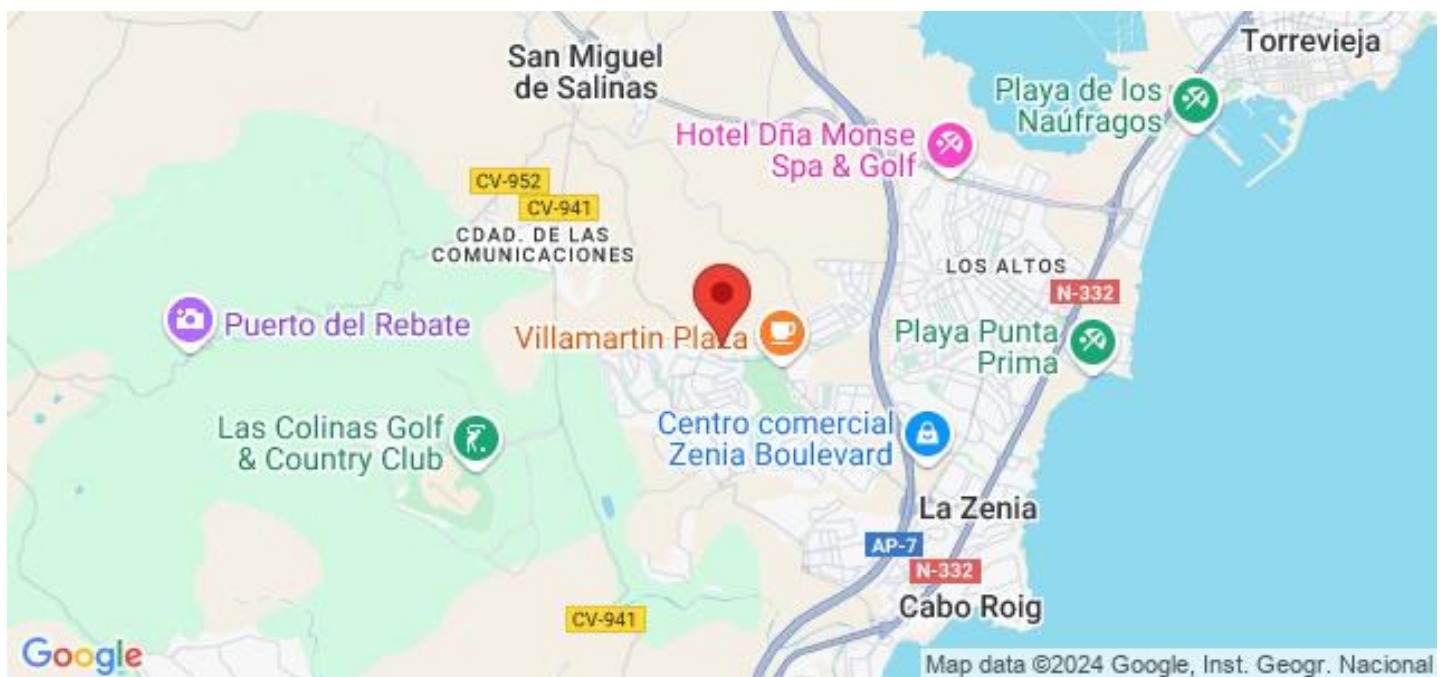 Torrevieja
San Miguel
de Salinas
Playa de los
Naúfragos
Hotel Dña Monse
Spa & Golf
CV-952
CV-941
CDAD. DE LAS
COMUNICACIONES
LOS ALTOS
N-332
Puerto del Rebate
Villamartin Plaza
Playa Punta
Prima
Las Colinas Golf
& Country Club
Centro comercial
Zenia Boulevard
La Zenia
AP-7
N-332
Cabo Roig
CV-941
Google
Map data ©2024 Google, Inst. Geogr. Nacional